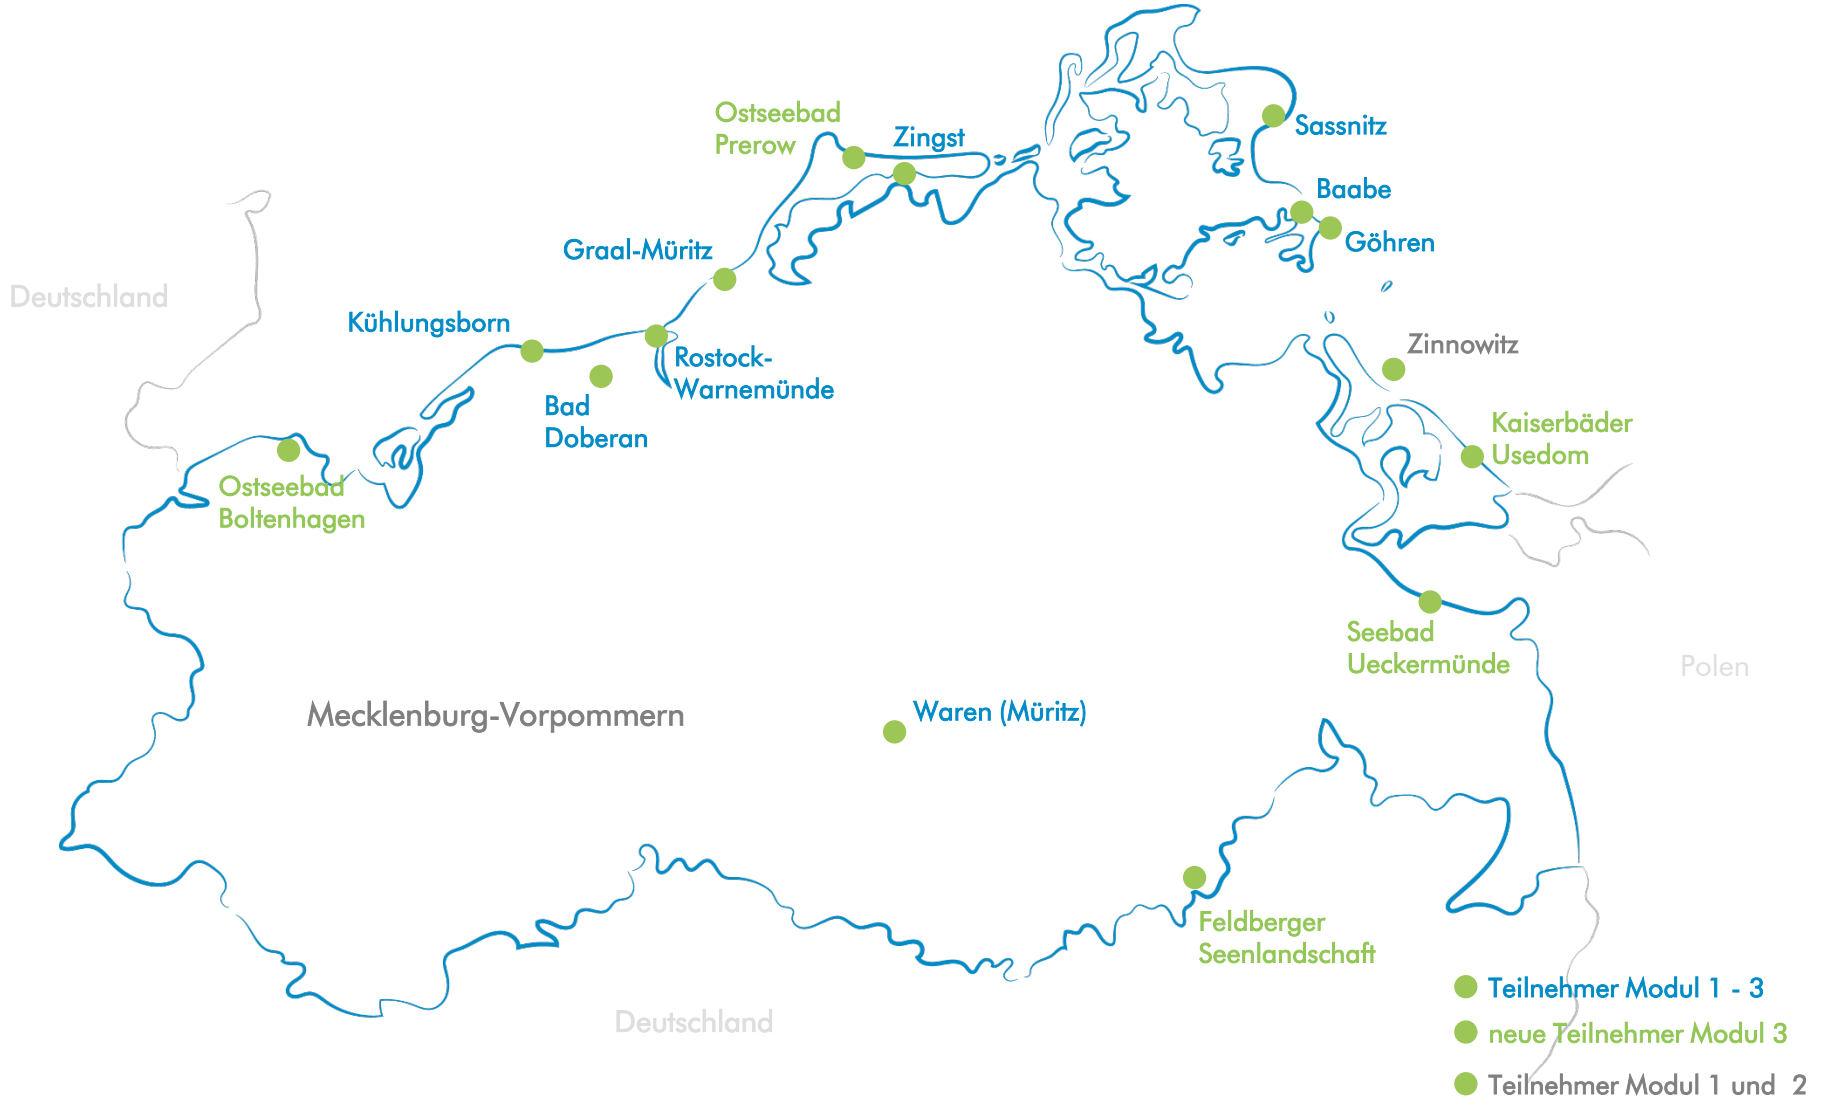 Ostseebad
Prerow
Zingst
Sassnitz
Baabe
Göhren
Graal-Müritz
Deutschland
Kühlungsborn
Rostock-
Warnemünde
Zinnowitz
Bad
Doberan
Kaiserbäder
Usedom
Ostseebad
Boltenhagen
Seebad
Ueckermünde
Polen
Mecklenburg-Vorpommern
Waren (Müritz)
Feldberger
Seenlandschaft
Deutschland
Teilnehmer Modul 1 - 3
neue Teilnehmer Modul 3
Teilnehmer Modul 1 und 2